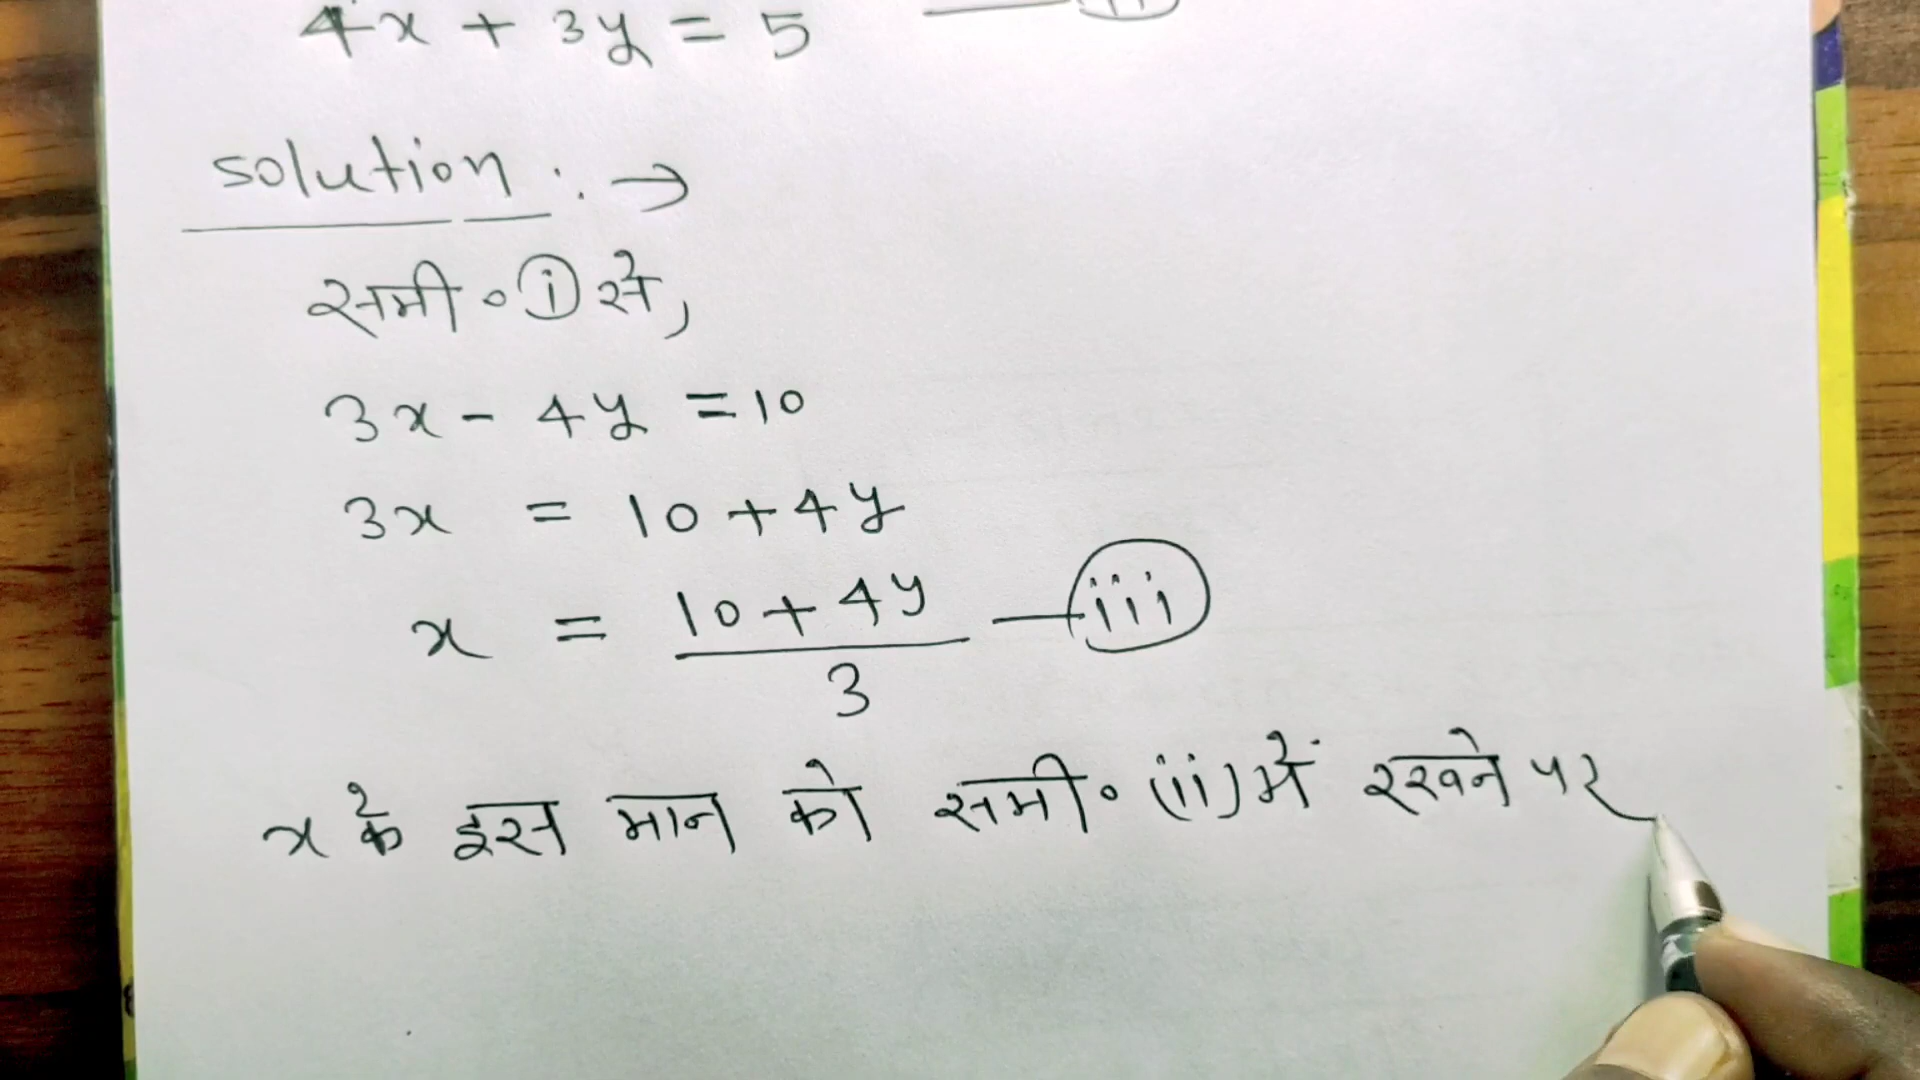 4x + 3y = 5 —— (ii)
solution :. →
समी॰ (i) से,
3x - 4y = 10
3x = 10 + 4y
x = 10 + 4y —— (iii)
3
x के इस मान को समी॰ (ii) में रखने पर